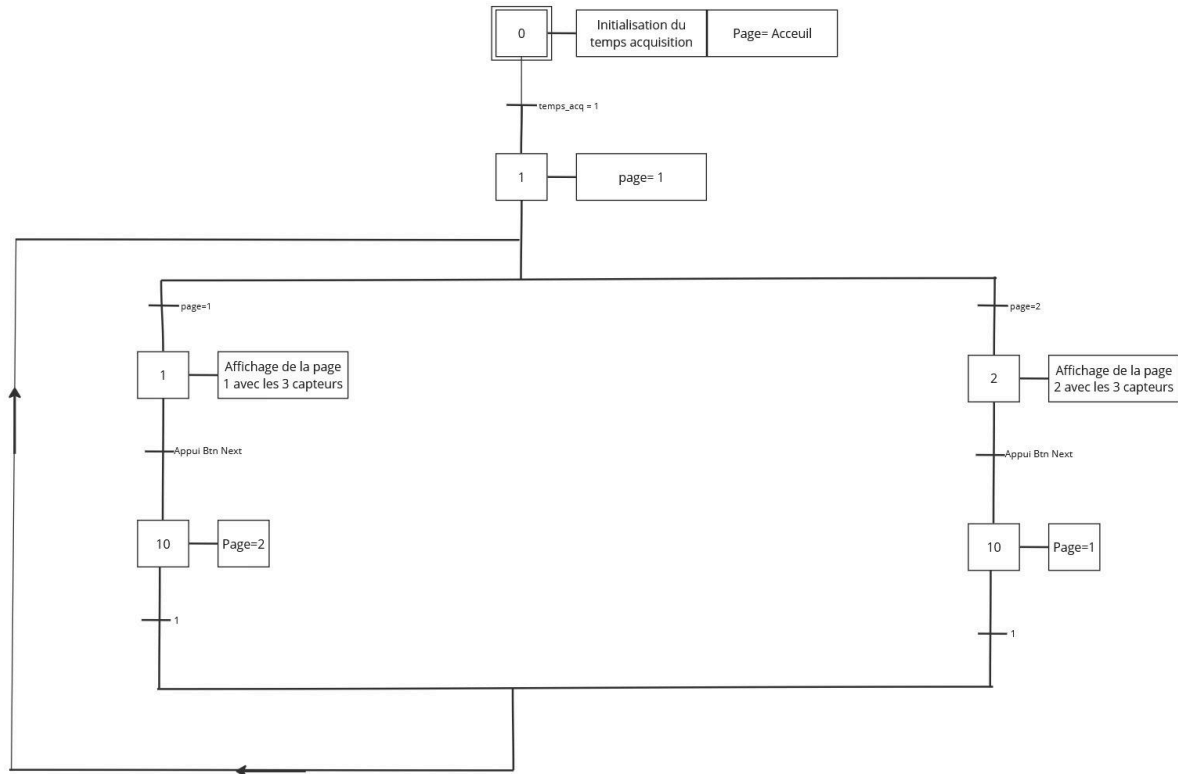 0
Initialisation du
temps acquisition
Page= Acceuil
temps_acq = 1
1
page= 1
page=1
page=2
1
Affichage de la page
1 avec les 3 capteurs
2
Affichage de la page
2 avec les 3 capteurs
Appui Btn Next
Appui Btn Next
10
Page=2
10
Page=1
1
1